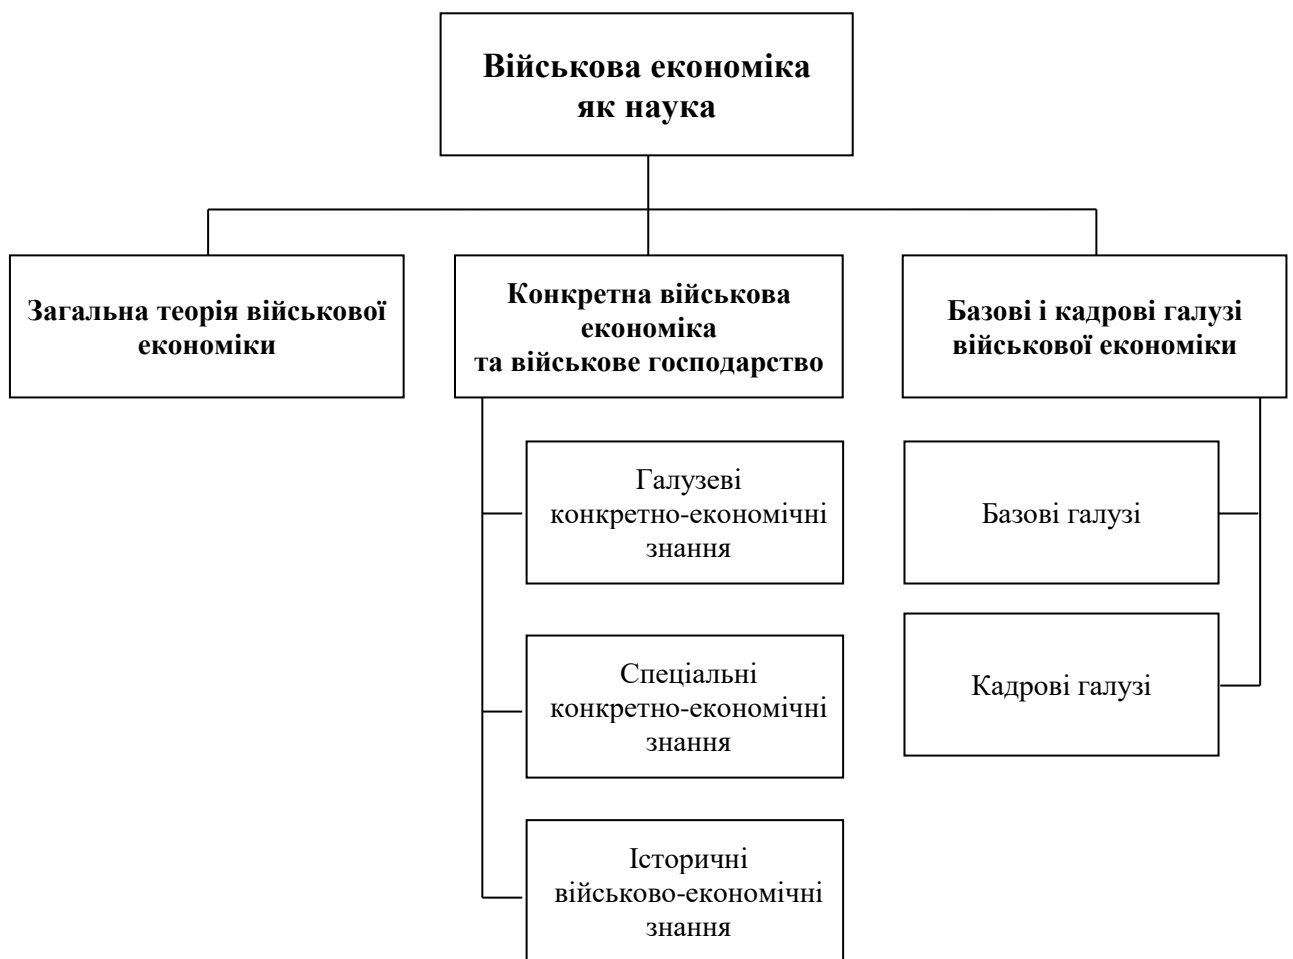 Військова економіка
як наука
Загальна теорія військової
економіки
Конкретна військова
економіка
та військове господарство
Базові і кадрові галузі
військової економіки
Галузеві
конкретно-економічні
знання
Спеціальні
конкретно-економічні
знання
Історичні
військово-економічні
знання
Базові галузі
Кадрові галузі